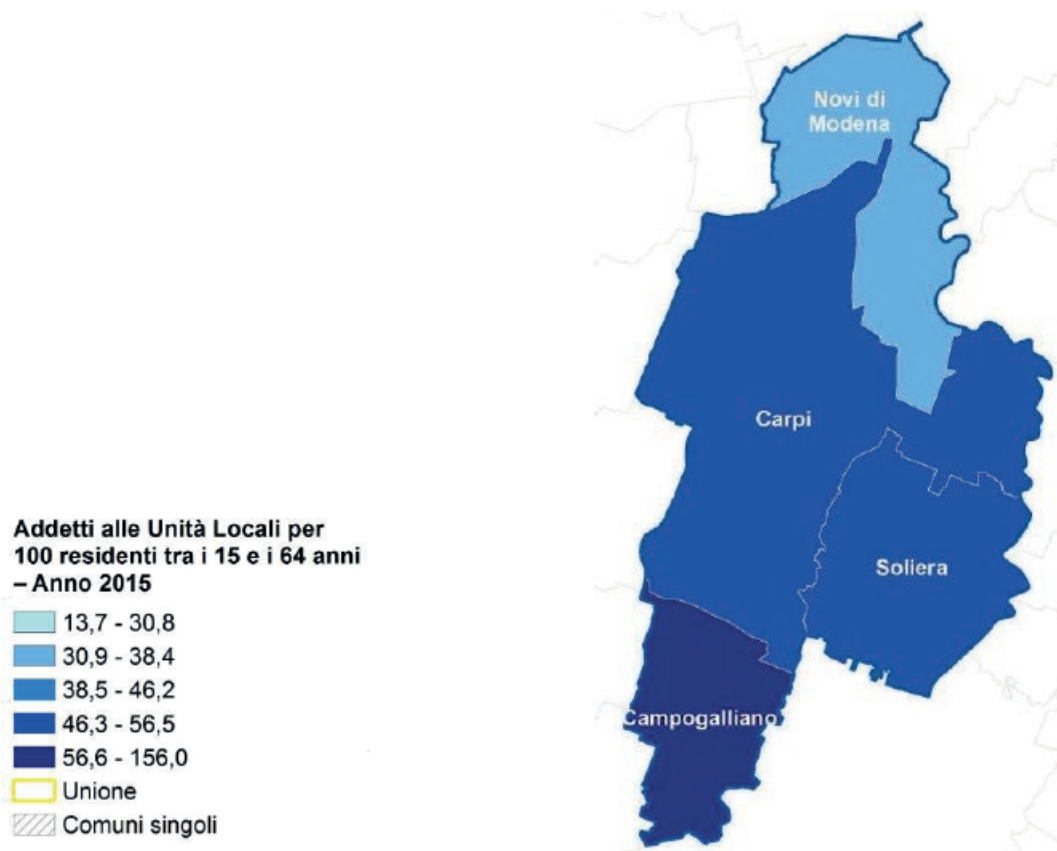 Novi di
Modena
Carpi
Soliera
Campogalliano
Addetti alle Unità Locali per
100 residenti tra i 15 e i 64 anni
– Anno 2015
13,7 - 30,8
30,9 - 38,4
38,5 - 46,2
46,3 - 56,5
56,6 - 156,0
Unione
Comuni singoli